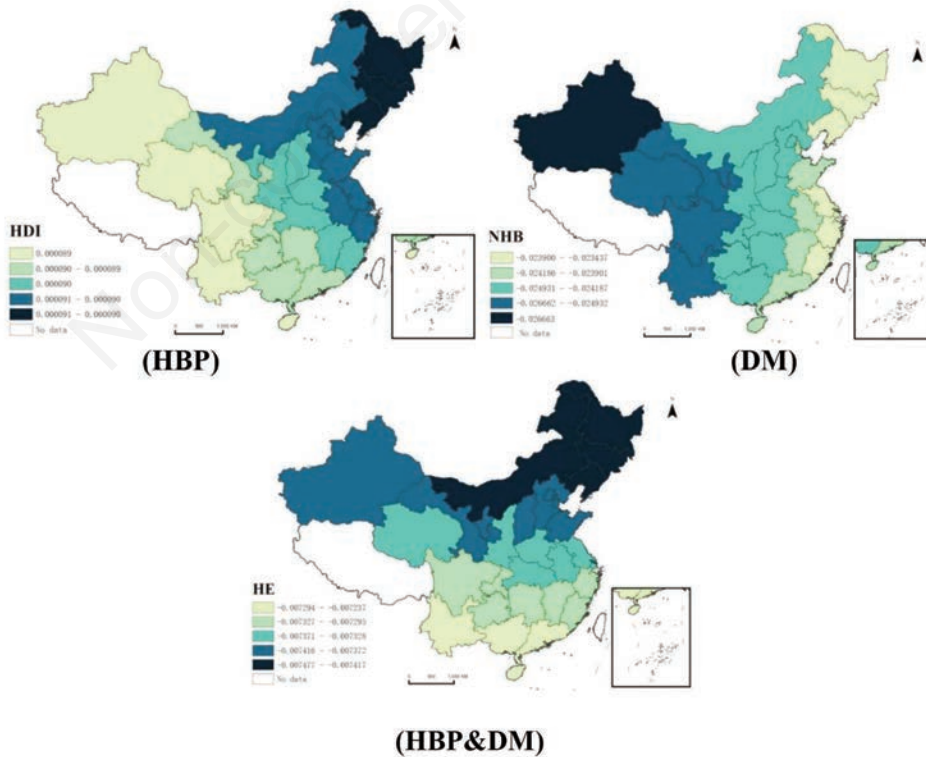 HDI
0.000089
0.000090 - 0.000089
0.000090
0.000091 - 0.000090
0.000091 - 0.000090
No data
(HBP)
NHB
-0.023900 - -0.023437
-0.024186 - -0.023901
-0.024931 - -0.024187
-0.026662 - -0.024932
-0.026663
No data
(DM)
HE
-0.007294 - -0.007237
-0.007327 - -0.007295
-0.007371 - -0.007328
-0.007416 - -0.007372
-0.007477 - -0.007417
No data
(HBP&DM)